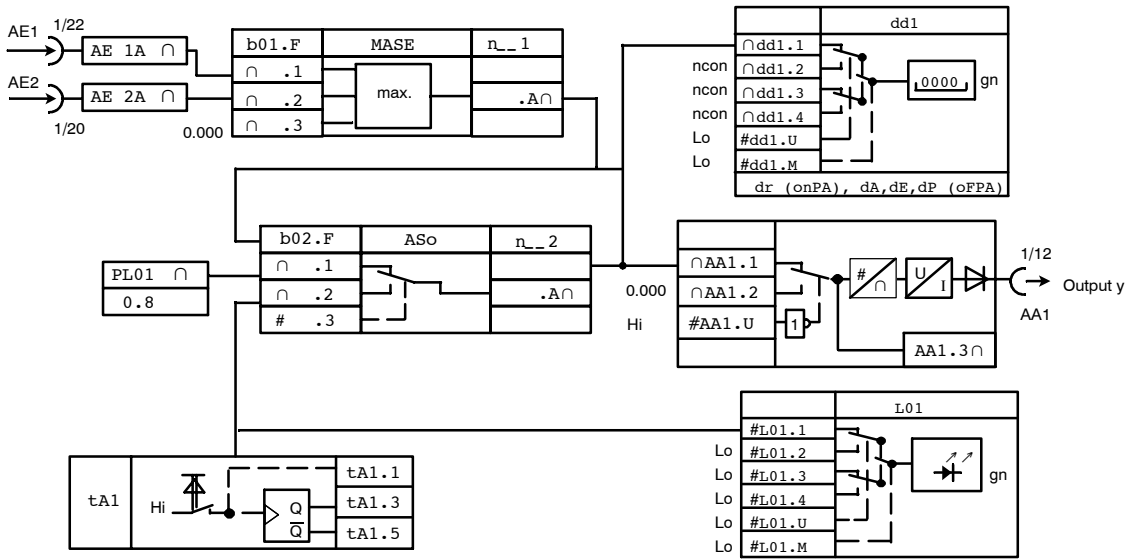 AE1 1/22
AE 1A ∩
AE2
AE 2A ∩
1/20
0.000
b01.F MASE n__1
∩ .1
∩ .2
∩ .3
max.
.A∩
dd1
∩dd1.1
ncon ∩dd1.2
ncon ∩dd1.3
ncon ∩dd1.4
Lo #dd1.U
Lo #dd1.M
0000 gn
dr (onPA), dA,dE,dP (oFPA)
PL01 ∩
0.8
b02.F ASo n__2
∩ .1
∩ .2
# .3
.A∩
∩AA1.1
0.000 ∩AA1.2
Hi #AA1.U
1
#
∩
U
I
AA1.3∩
1/12
Output y
AA1
tA1
Hi
Q
Q̅
tA1.1
tA1.3
tA1.5
L01
#L01.1
Lo #L01.2
Lo #L01.3
Lo #L01.4
Lo #L01.U
Lo #L01.M
gn